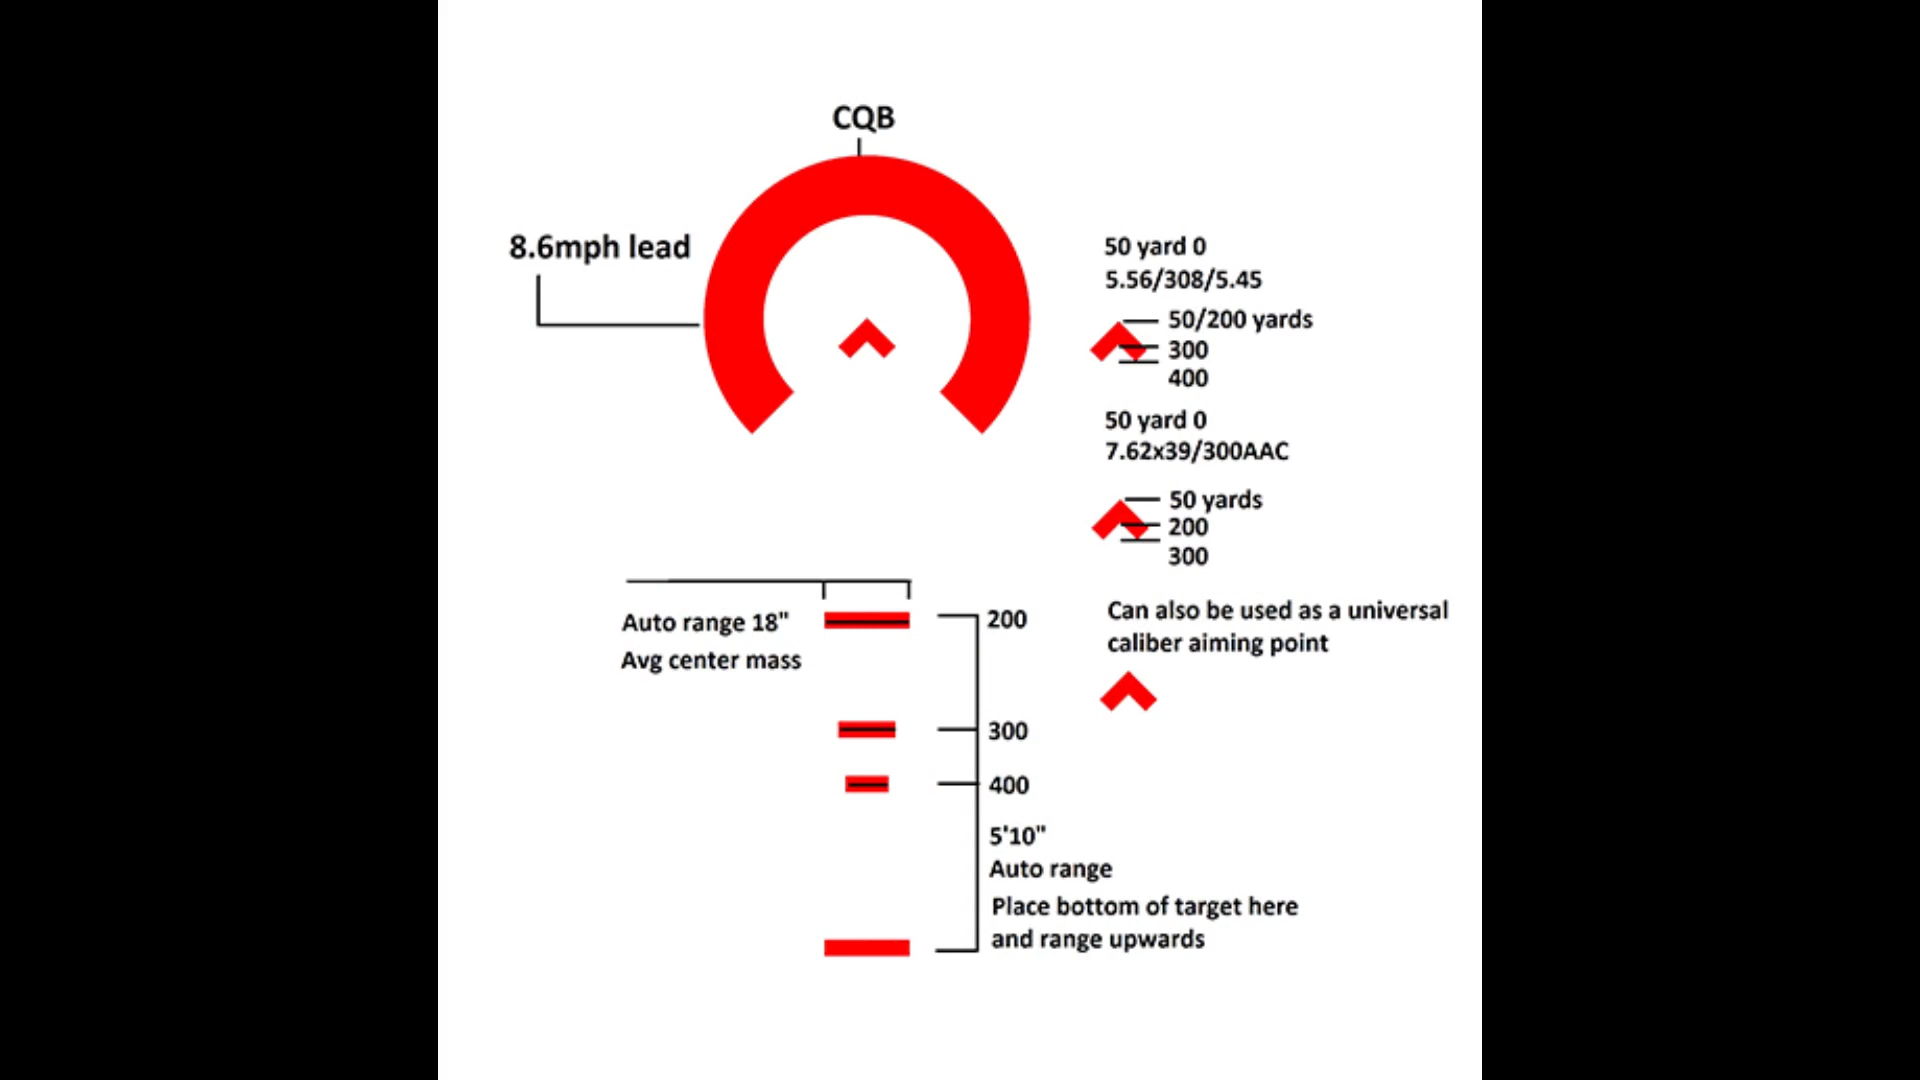 CQB
8.6mph lead
50 yard 0
5.56/308/5.45
50/200 yards
300
400
50 yard 0
7.62x39/300AAC
50 yards
200
300
Auto range 18"
Avg center mass
200
300
400
5'10"
Auto range
Place bottom of target here
and range upwards
Can also be used as a universal
caliber aiming point